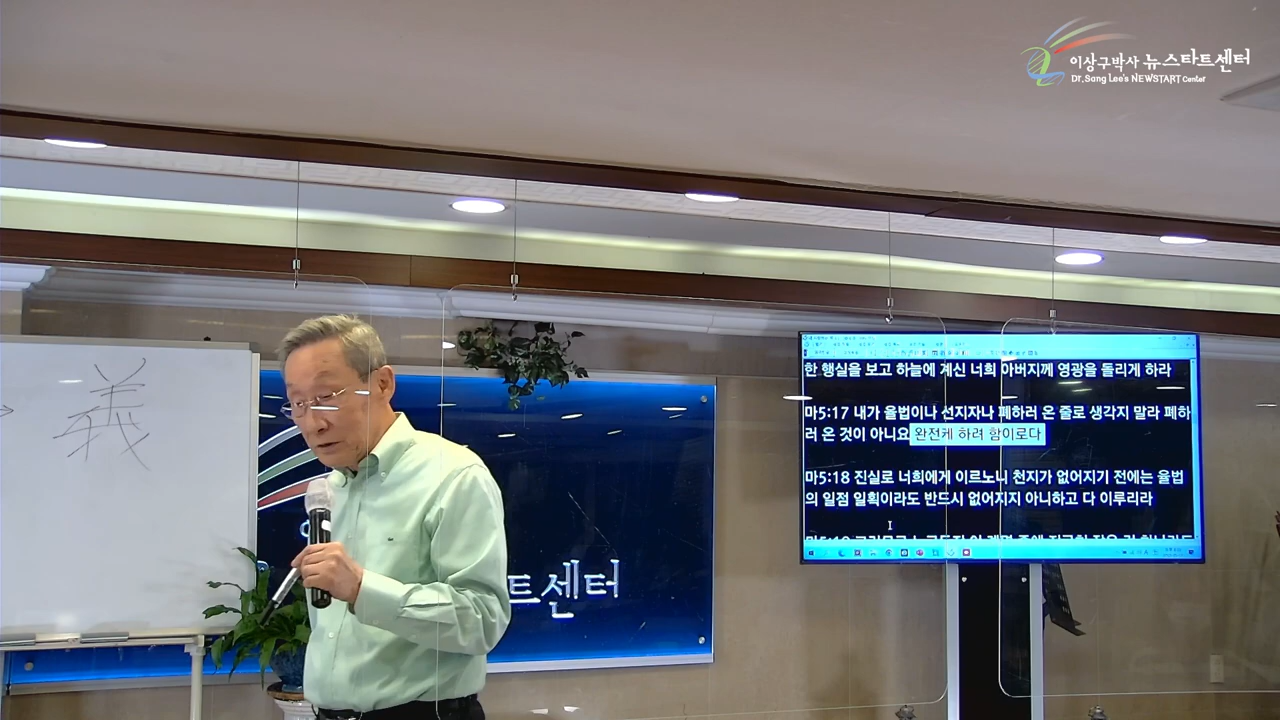 이상구박사 뉴스타트센터
Dr. Sang Lee's NEWSTART Center
義
한 행실을 보고 하늘에 계신 너희 아버지께 영광을 돌리게 하라
마5:17 내가 율법이나 선지자나 폐하러 온 줄로 생각지 말라 폐하
러 온 것이 아니요 완전케 하려 함이로다
마5:18 진실로 너희에게 이르노니 천지가 없어지기 전에는 율법
의 일점 일획이라도 반드시 없어지지 아니하고 다 이루리라
트센터